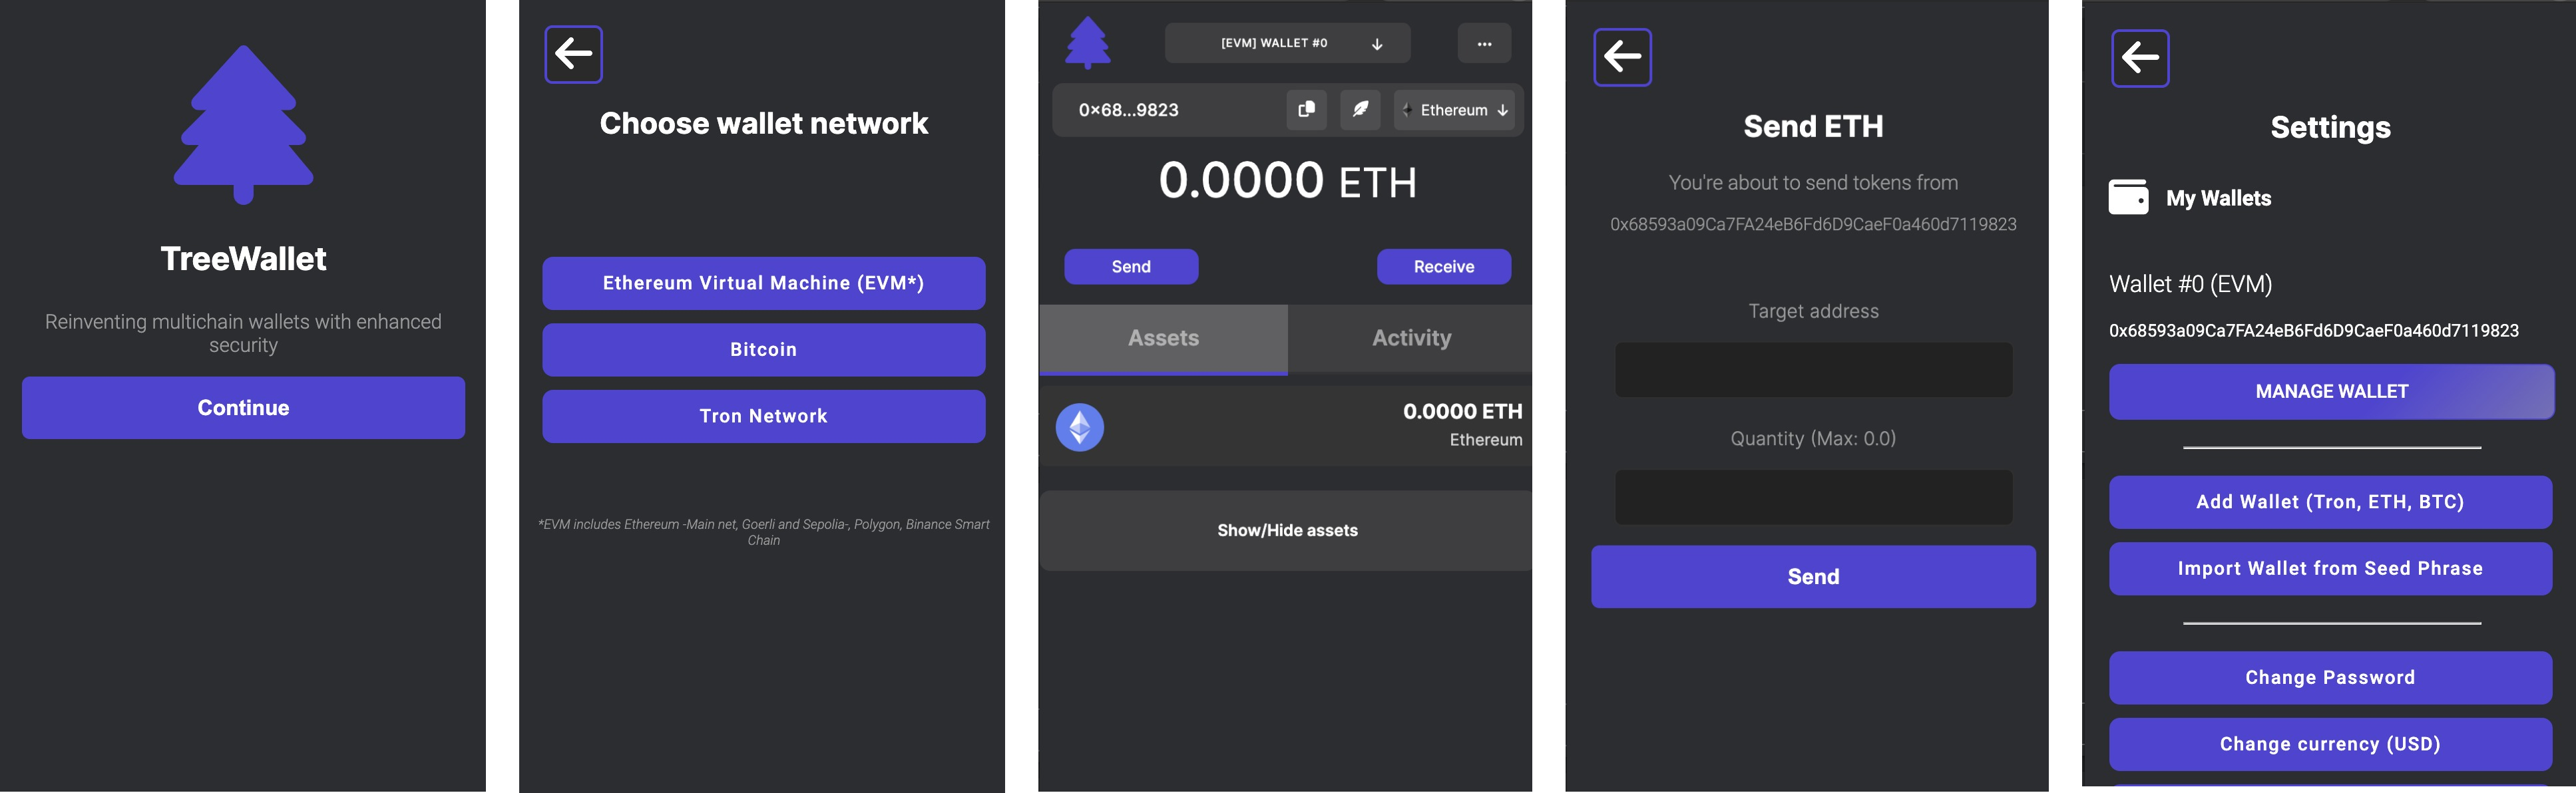 TreeWallet
Reinventing multichain wallets with enhanced
security
Continue
Choose wallet network
Ethereum Virtual Machine (EVM*)
Bitcoin
Tron Network
*EVM includes Ethereum -Main net, Goerli and Sepolia-, Polygon, Binance Smart
Chain
[EVM] WALLET #0
...
0×68...9823
Ethereum
0.0000 ETH
Send
Receive
Assets
Activity
0.0000 ETH
Ethereum
Show/Hide assets
Send ETH
You're about to send tokens from
0x68593a09Ca7FA24eB6Fd6D9CaeF0a460d7119823
Target address
Quantity (Max: 0.0)
Send
Settings
My Wallets
Wallet #0 (EVM)
0x68593a09Ca7FA24eB6Fd6D9CaeF0a460d7119823
MANAGE WALLET
Add Wallet (Tron, ETH, BTC)
Import Wallet from Seed Phrase
Change Password
Change currency (USD)